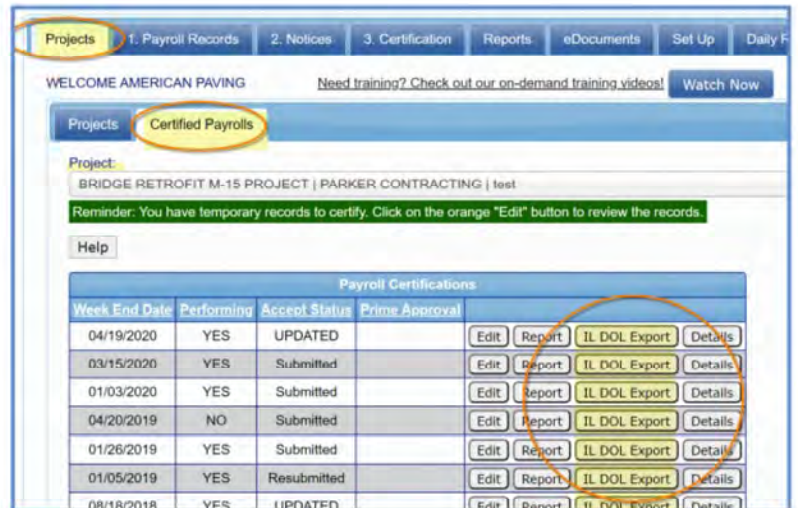 Projects 1. Payroll Records 2. Notices 3. Certification Reports eDocuments Set Up Daily
WELCOME AMERICAN PAVING Need training? Check out our on-demand training videos! Watch Now
Projects Certified Payrolls
Project:
BRIDGE RETROFIT M-15 PROJECT | PARKER CONTRACTING | test
Reminder: You have temporary records to certify. Click on the orange "Edit" button to review the records.
Help
Payroll Certifications
Week End Date Performing Accept Status Prime Approval
04/19/2020 YES UPDATED Edit Report IL DOL Export Details
03/15/2020 YES Submitted Edit Report IL DOL Export Details
01/03/2020 YES Submitted Edit Report IL DOL Export Details
04/20/2019 NO Submitted Edit Report IL DOL Export Details
01/26/2019 YES Submitted Edit Report IL DOL Export Details
01/05/2019 YES Resubmitted Edit Report IL DOL Export Details
08/18/2018 YES UPDATED Edit Report IL DOL Export Details